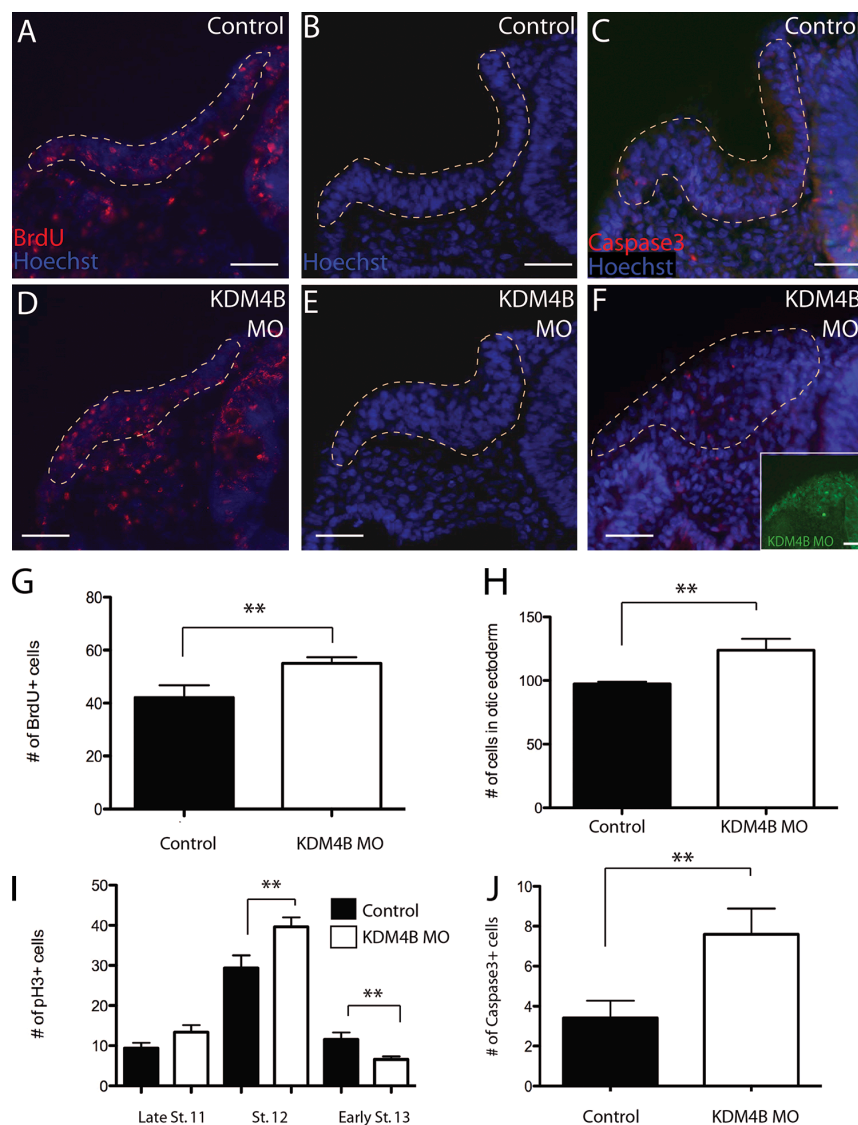 A
Control
BrdU
Hoechst
B
Control
Hoechst
C
Contro
Caspase3
Hoechst
D
KDM4B
MO
E
KDM4B
MO
F
KDM4B
MO
KDM4B MO
G
# of BrdU+ cells
80
60
40
20
0
**
Control
KDM4B MO
H
# of cells in otic ectoderm
150
100
50
0
**
Control
KDM4B MO
I
# of pH3+ cells
50
40
30
20
10
0
**
**
Control
KDM4B MO
Late St. 11
St. 12
Early St. 13
J
# of Caspase3+ cells
10
8
6
4
2
0
**
Control
KDM4B MO